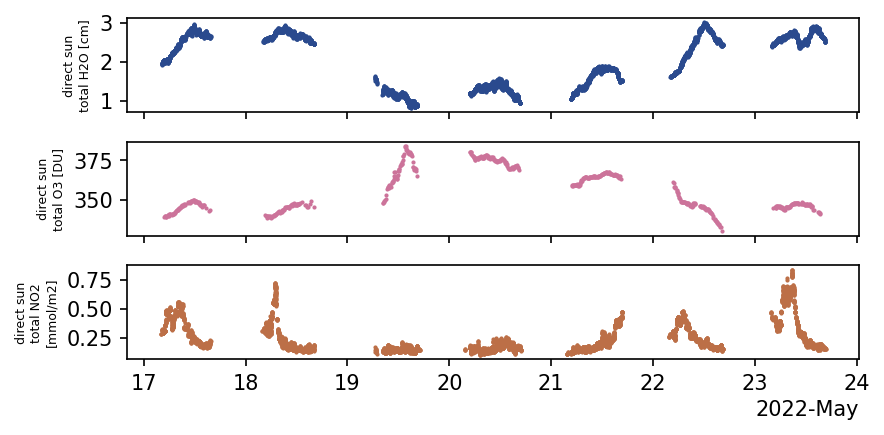 direct sun
total H2O [cm]
3
2
1
direct sun
total O3 [DU]
375
350
direct sun
total NO2
[mmol/m2]
0.75
0.50
0.25
17 18 19 20 21 22 23 24
2022-May